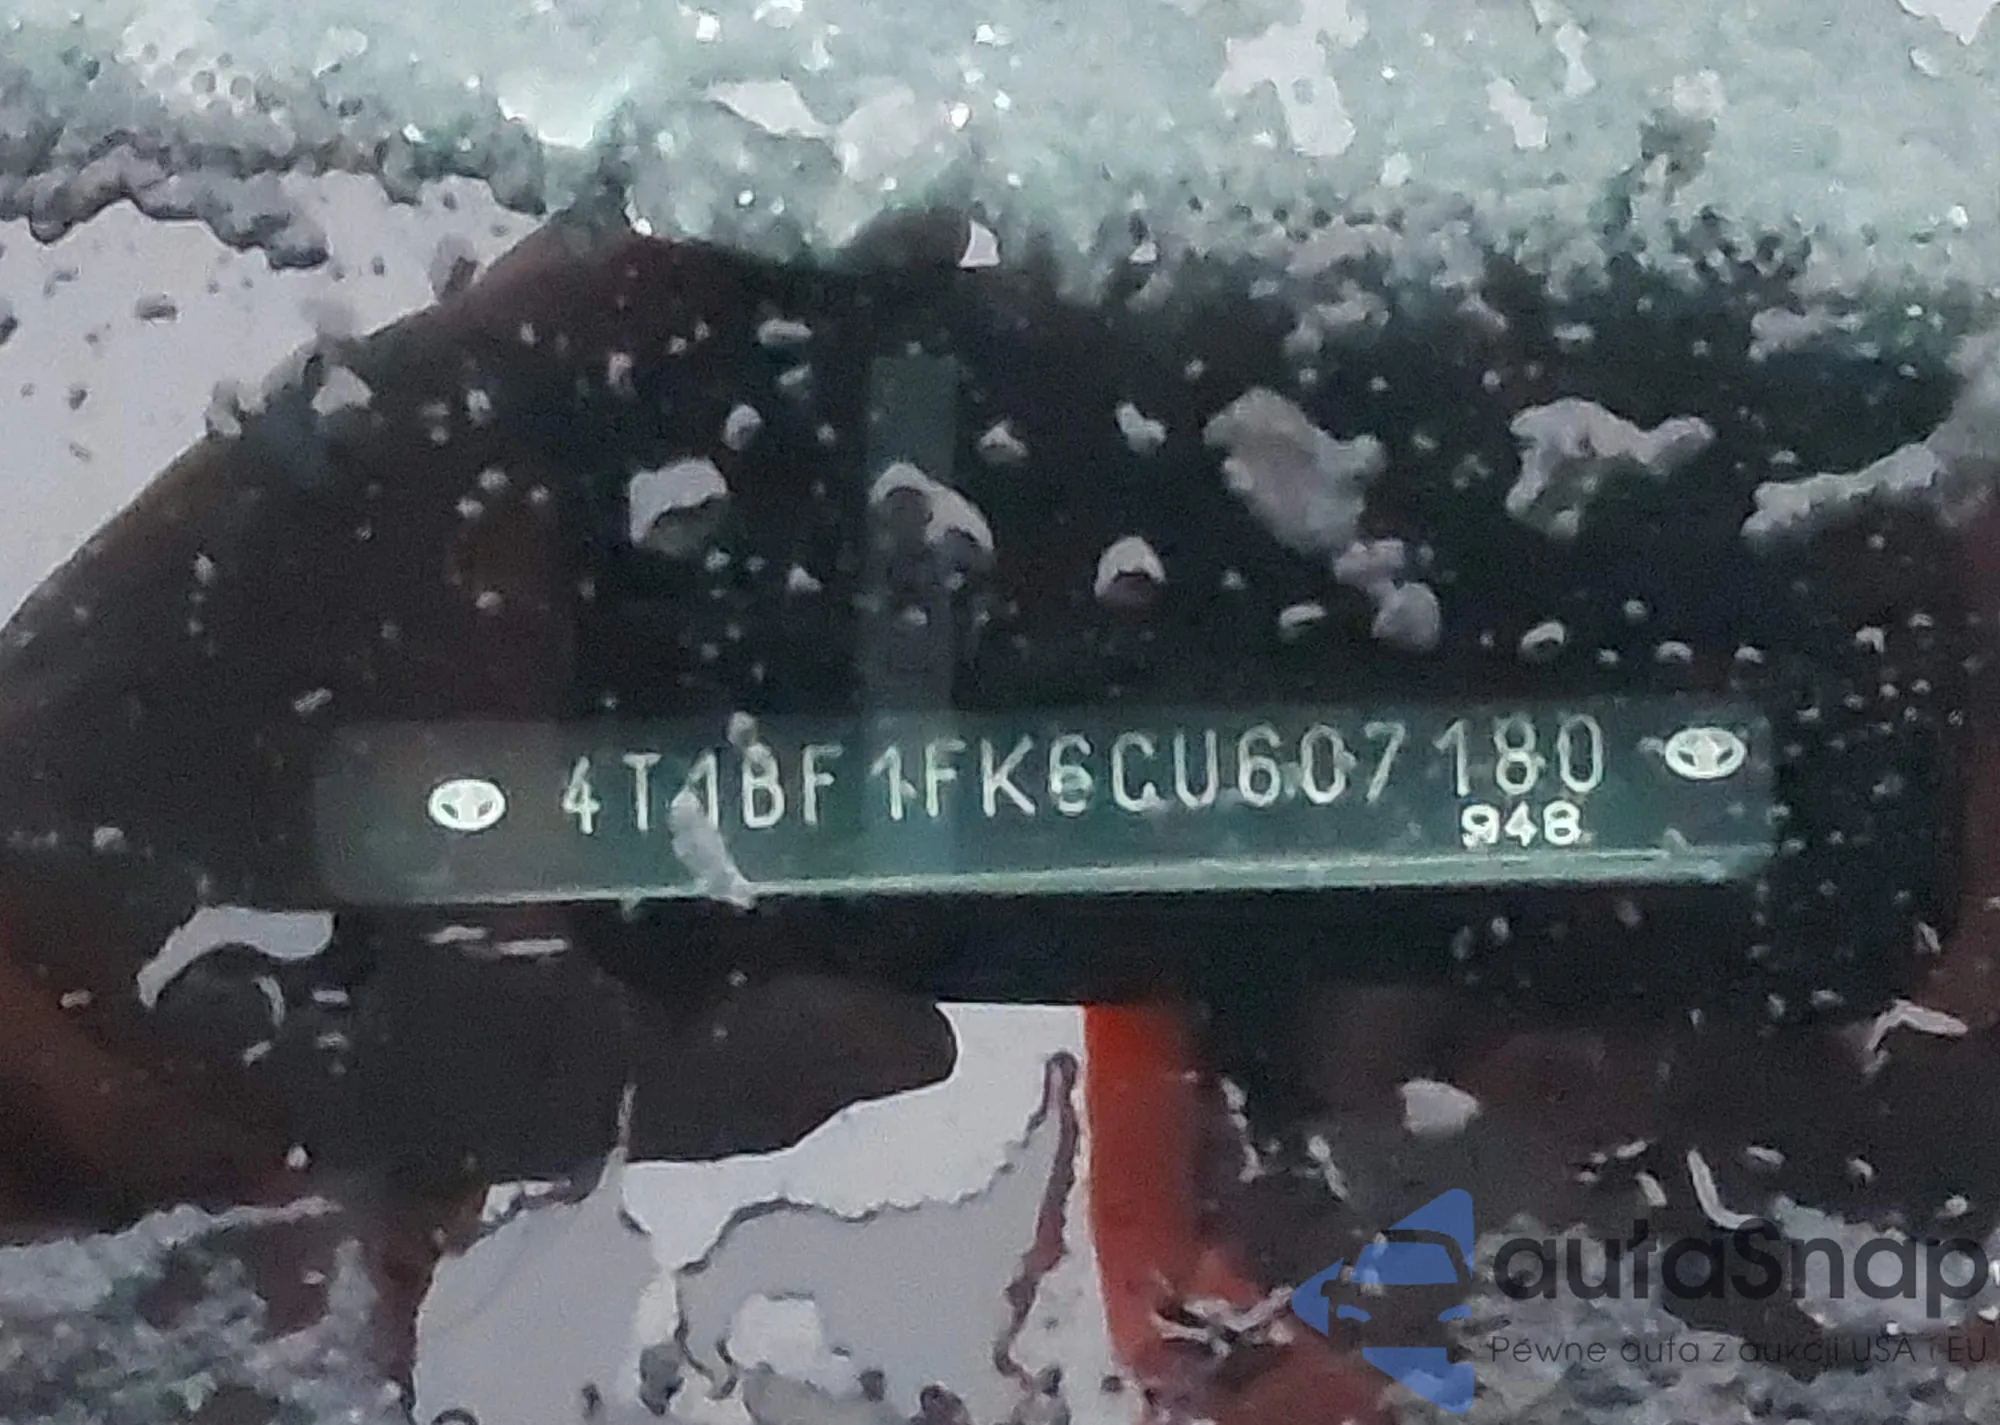 4T1BF1FK6CU607180
948
autaSnap
Pewne auta z aukcji USA i EU